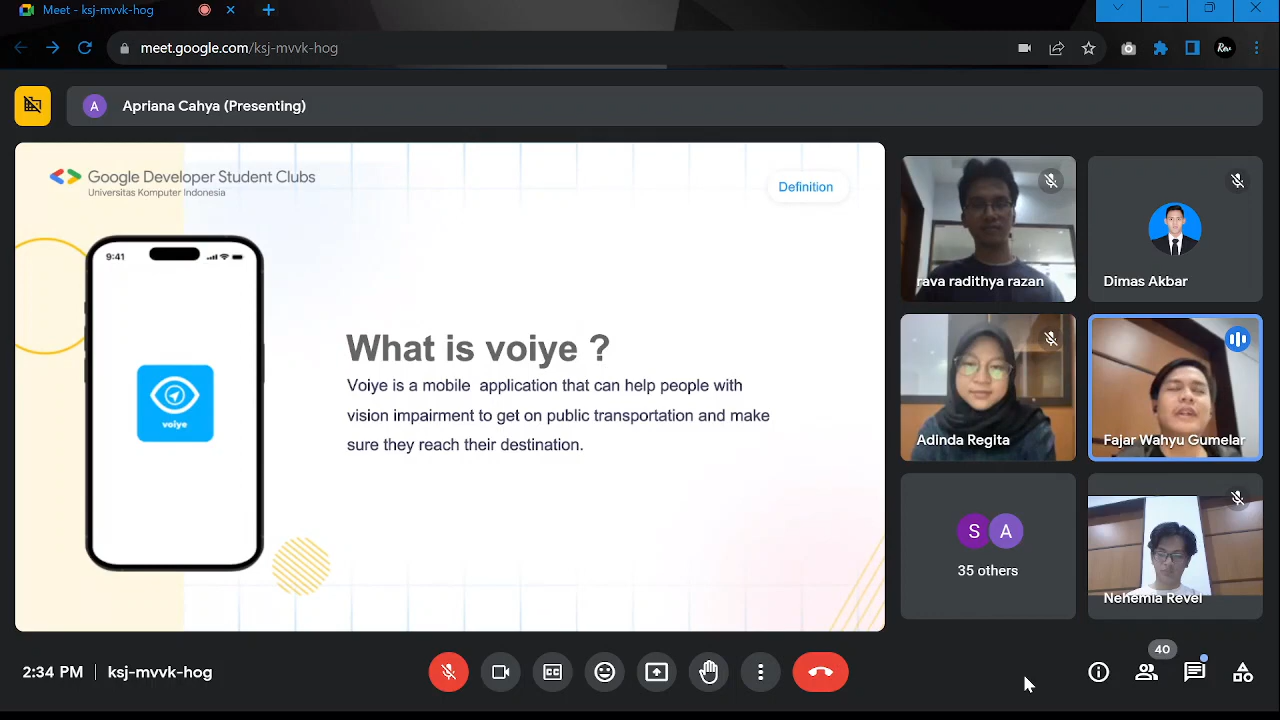 Meet - ksj-mvvk-hog
meet.google.com/ksj-mvvk-hog
A
Apriana Cahya (Presenting)
Google Developer Student Clubs
Universitas Komputer Indonesia
Definition
9:41
voiye
What is voiye ?
Voiye is a mobile application that can help people with
vision impairment to get on public transportation and make
sure they reach their destination.
rava radithya razan
Dimas Akbar
Adinda Regita
Fajar Wahyu Gumelar
S A
35 others
Nehemia Revel
2:34 PM | ksj-mvvk-hog
CC
40